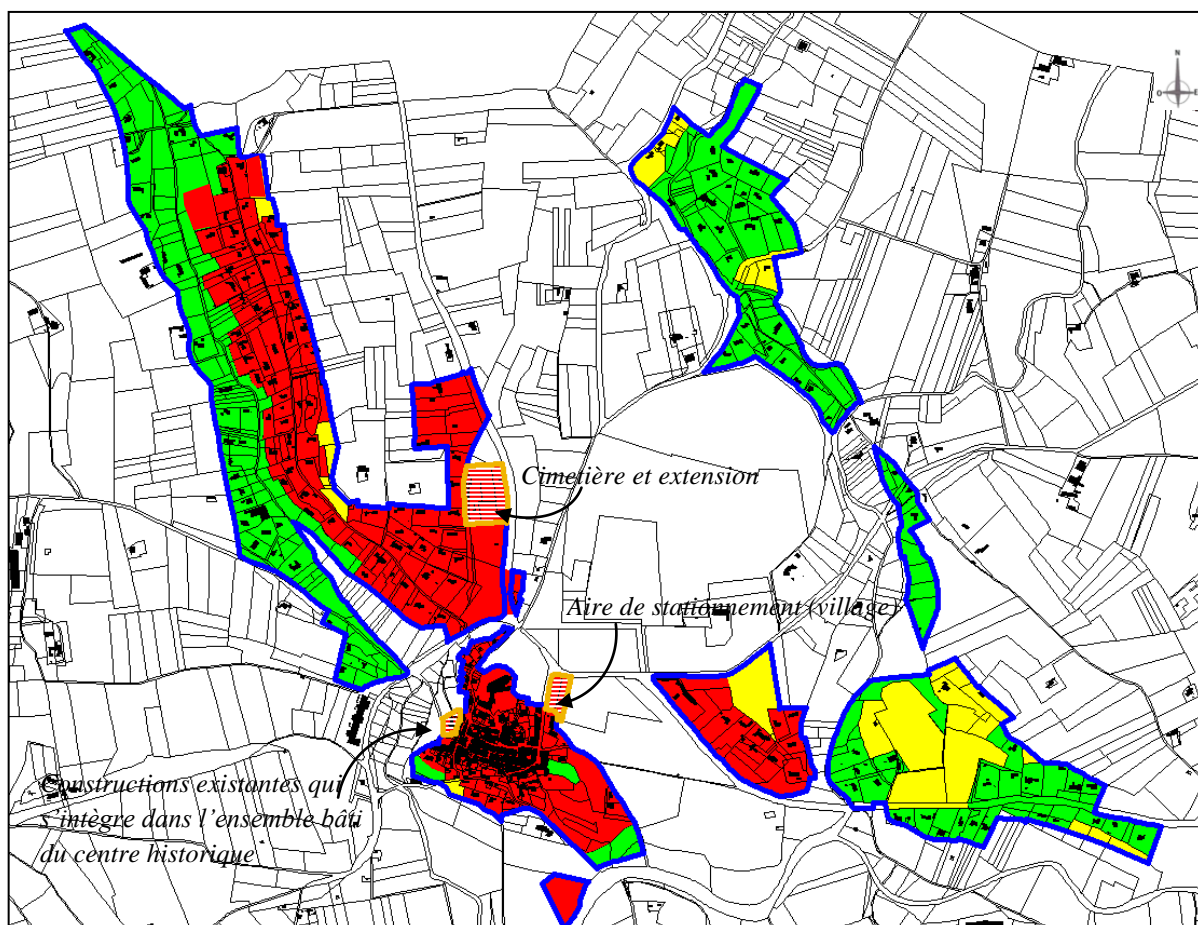 N
O E
Cimetière et extension
Aire de stationnement (village)
Constructions existantes qui
s'intègre dans l'ensemble bâti
du centre historique